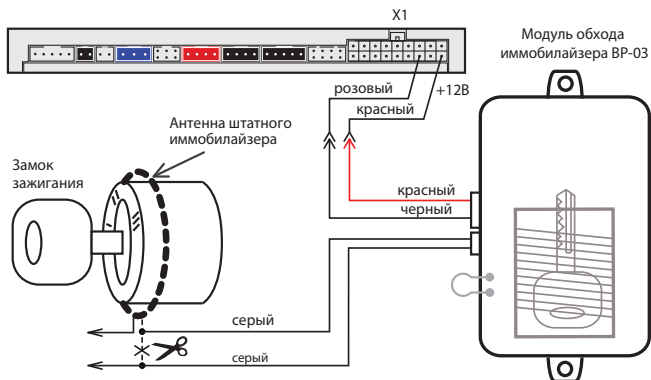 X1
Модуль обхода
иммобилайзера BP-03
розовый
+12В
красный
Антенна штатного
иммобилайзера
Замок
зажигания
красный
черный
серый
серый